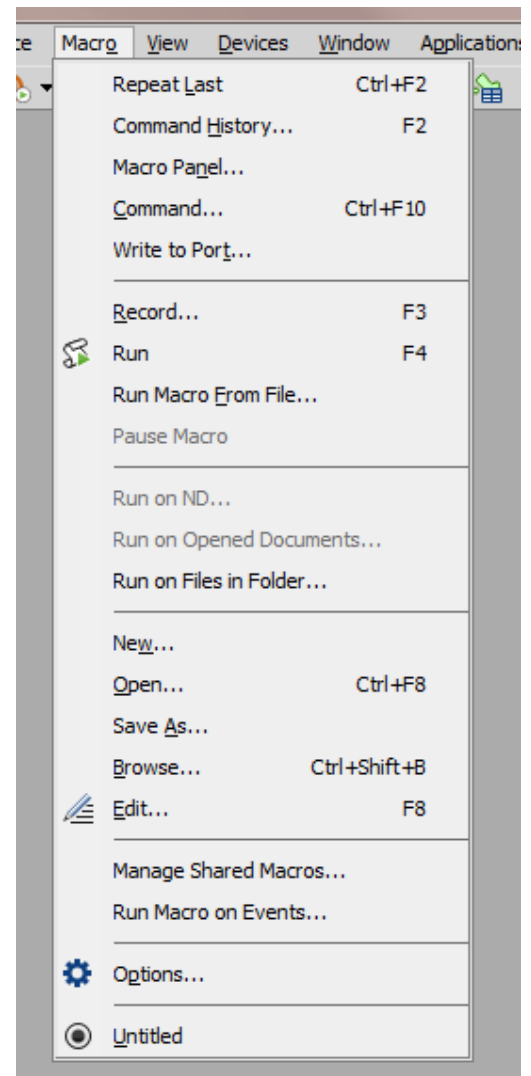 Macro View Devices Window Applications
Repeat Last Ctrl+F2
Command History... F2
Macro Panel...
Command... Ctrl+F10
Write to Port...
Record... F3
Run F4
Run Macro From File...
Pause Macro
Run on ND...
Run on Opened Documents...
Run on Files in Folder...
New...
Open... Ctrl+F8
Save As...
Browse... Ctrl+Shift+B
Edit... F8
Manage Shared Macros...
Run Macro on Events...
Options...
Untitled